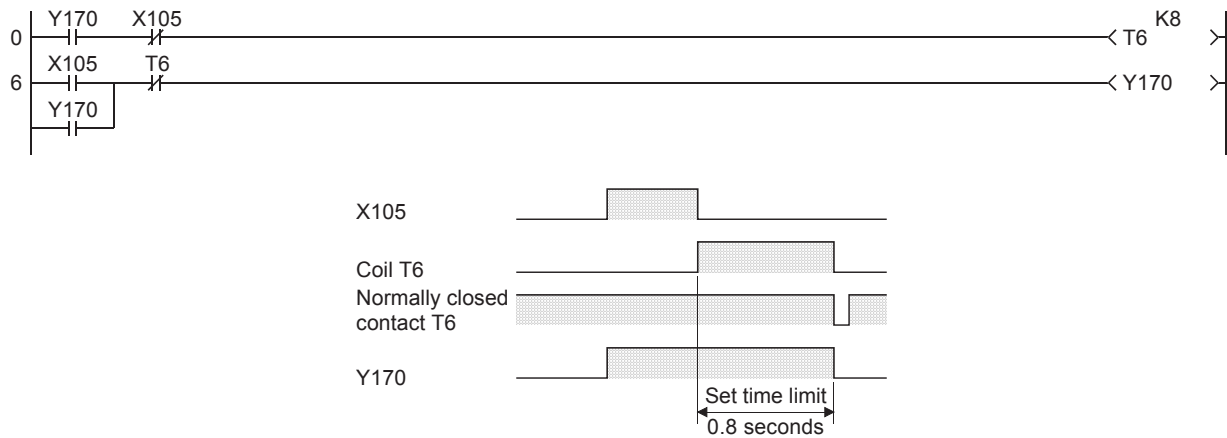 Y170 X105 K8
0 T6
X105 T6
6 Y170
Y170
X105
Coil T6
Normally closed
contact T6
Y170
Set time limit
0.8 seconds